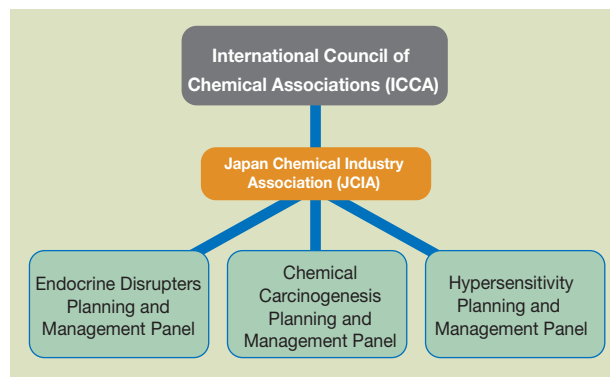 International Council of
Chemical Associations (ICCA)
Japan Chemical Industry
Association (JCIA)
Endocrine Disrupters
Planning and
Management Panel
Chemical
Carcinogenesis
Planning and
Management Panel
Hypersensitivity
Planning and
Management Panel